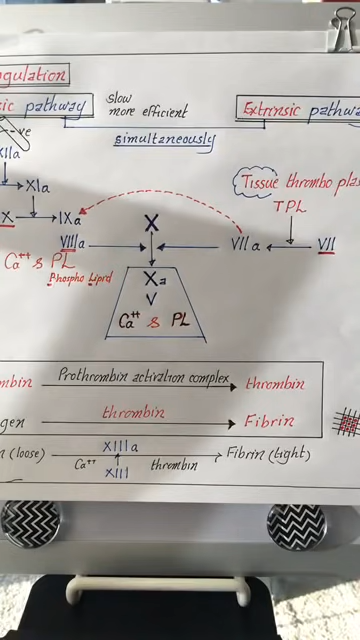 gulation
ic pathway
slow
more efficient
Extrinsic pathwa
simultaneously
-ve
XIIa
XIa
Tissue thrombo plas
TPL
X
IXa
X
VIIIa
VIIa
VII
Ca⁺⁺ & PL
Phospho Lipid
Xa
V
Ca⁺⁺ & PL
mbin
Prothrombin activation complex
thrombin
gen
thrombin
Fibrin
n (loose)
XIIIa
Ca⁺⁺
XIII
thrombin
Fibrin (tight)